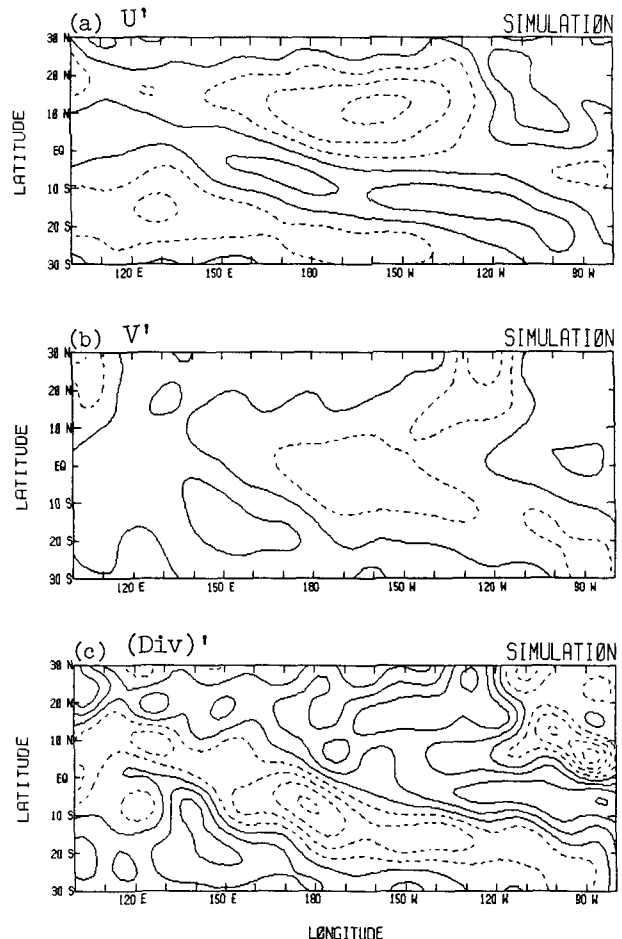 (a) U' SIMULATIØN
30 N
20
10 N
EQ
10 S
20 S
30 S
LATITUDE
120 E 150 E 180 150 W 120 W 90 W
(b) V' SIMULATIØN
30 N
20
10 N
EQ
10 S
20 S
30 S
LATITUDE
120 E 150 E 180 150 W 120 W 90 W
(c) (Div)' SIMULATIØN
30 N
20
10 N
EQ
10 S
20 S
30 S
LATITUDE
120 E 150 E 180 150 W 120 W 90 W
LØNGITUDE